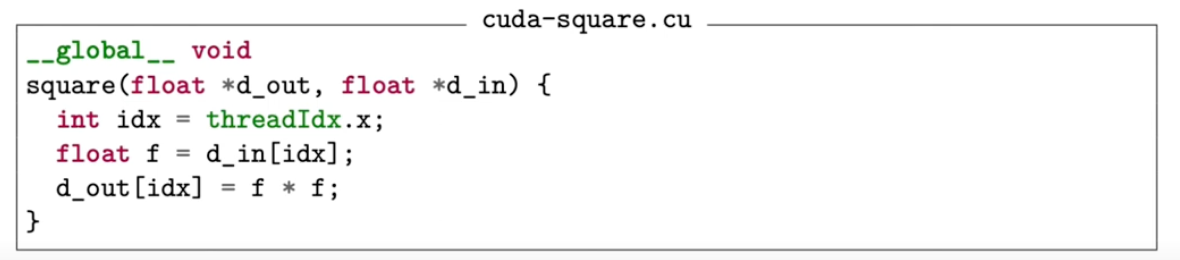 cuda-square.cu
__global__ void
square(float *d_out, float *d_in) {
  int idx = threadIdx.x;
  float f = d_in[idx];
  d_out[idx] = f * f;
}